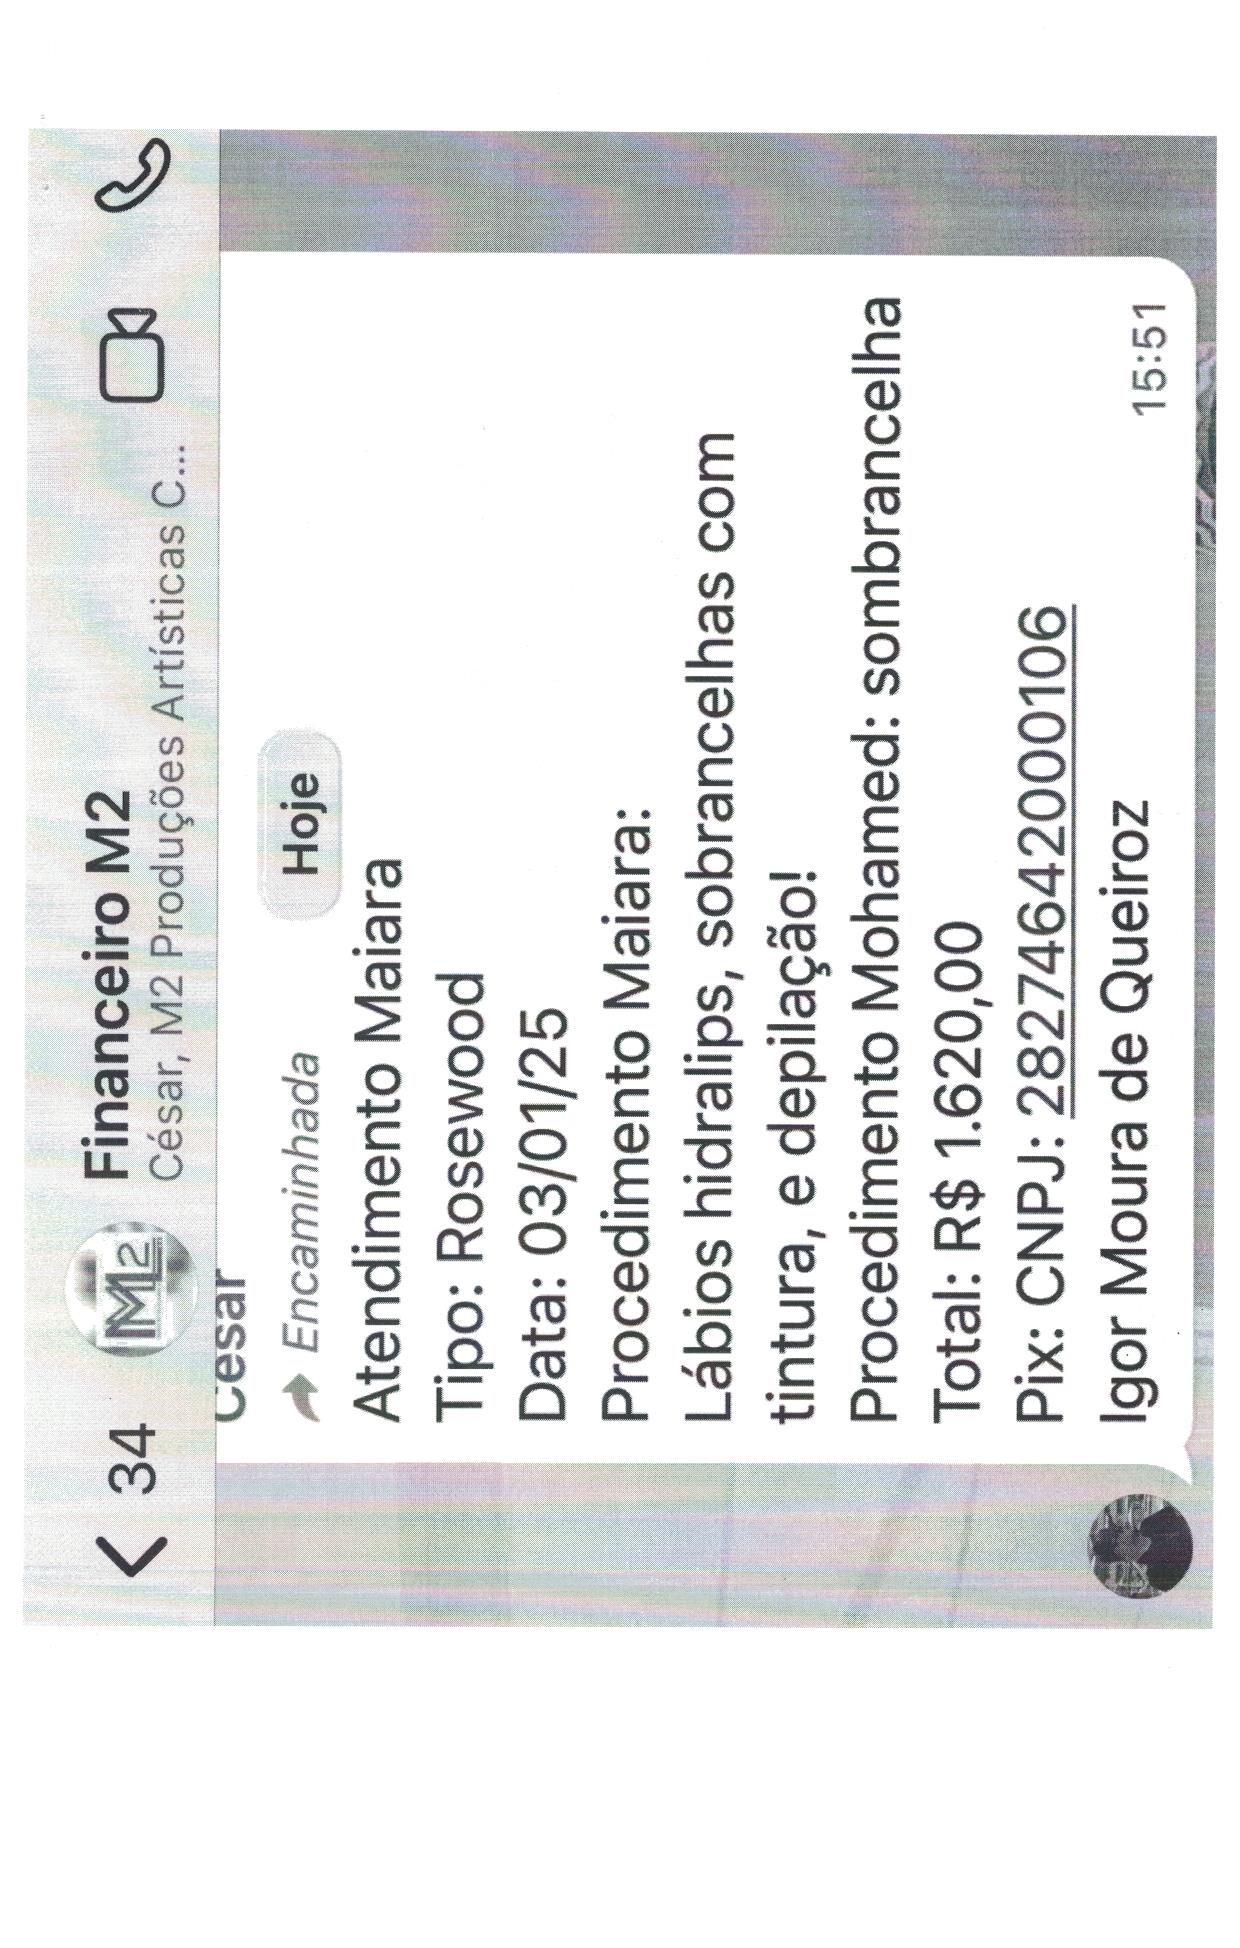 34
M2
Financeiro M2
César, M2 Produções Artísticas C...
César
Hoje
Encaminhada
Atendimento Maiara
Tipo: Rosewood
Data: 03/01/25
Procedimento Maiara:
Lábios hidralips, sobrancelhas com
tintura, e depilação!
Procedimento Mohamed: sombrancelha
Total: R$ 1.620,00
Pix: CNPJ: 28274642000106
Igor Moura de Queiroz
15:51